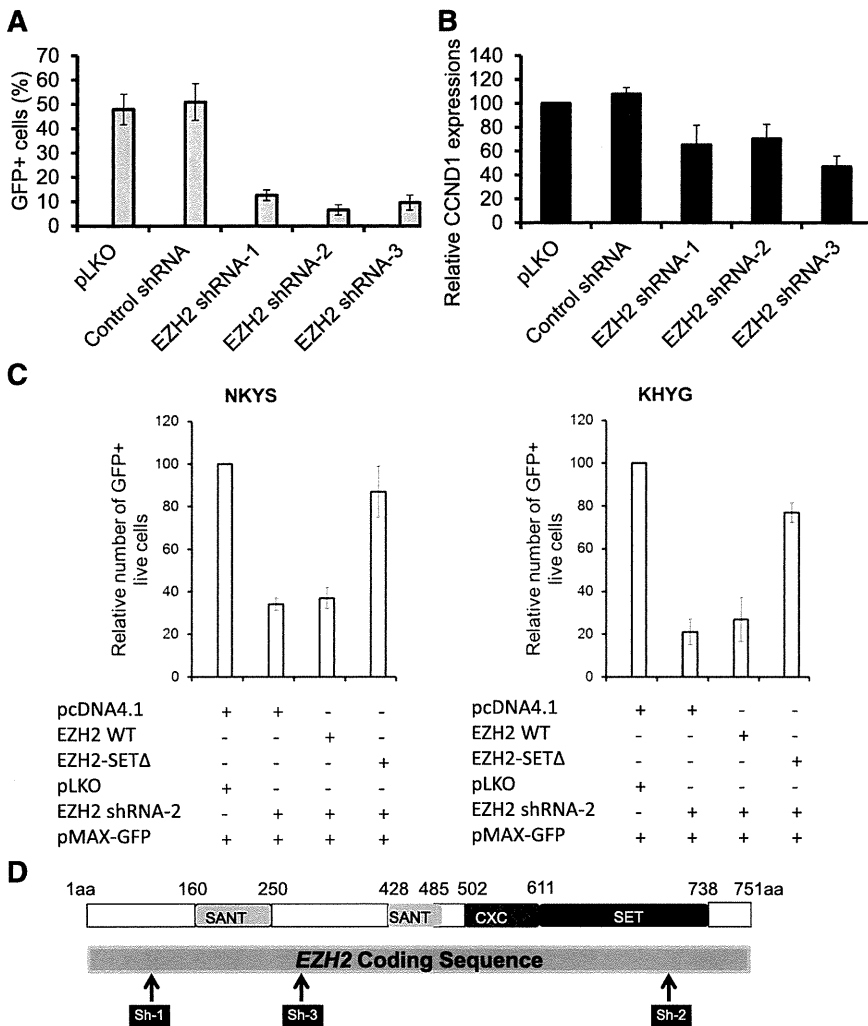 A
GFP+ cells (%)
70
60
50
40
30
20
10
0
pLKO
Control shRNA
EZH2 shRNA-1
EZH2 shRNA-2
EZH2 shRNA-3
B
Relative CCND1 expressions
140
120
100
80
60
40
20
0
pLKO
Control shRNA
EZH2 shRNA-1
EZH2 shRNA-2
EZH2 shRNA-3
C
NKYS
Relative number of GFP+
live cells
120
100
80
60
40
20
0
pcDNA4.1 + + - -
EZH2 WT - - + -
EZH2-SETΔ - - - +
pLKO + - - -
EZH2 shRNA-2 - + + +
pMAX-GFP + + + +
KHYG
Relative number of GFP+
live cells
120
100
80
60
40
20
0
pcDNA4.1 + + - -
EZH2 WT - - + -
EZH2-SETΔ - - - +
pLKO + - - -
EZH2 shRNA-2 - + + +
pMAX-GFP + + + +
D
1aa 160 250 428 485 502 611 738 751aa
SANT SANT CXC SET
EZH2 Coding Sequence
Sh-1 Sh-3 Sh-2